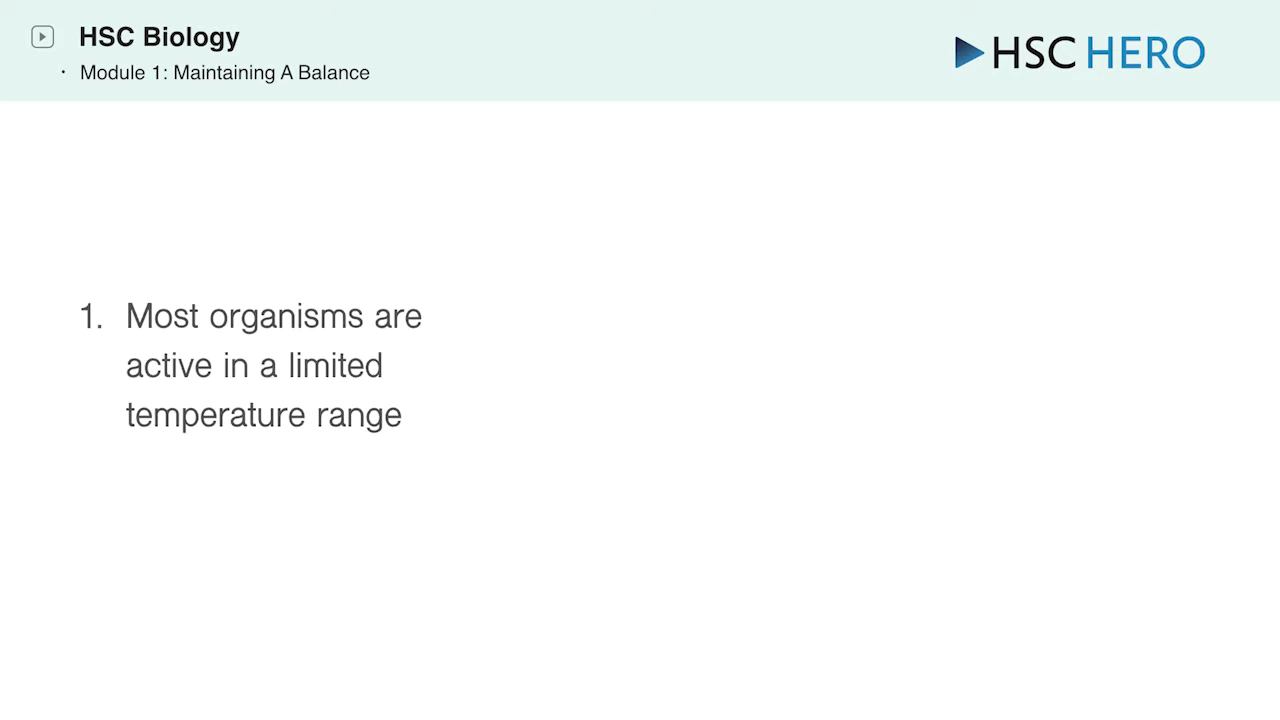 HSC Biology
· Module 1: Maintaining A Balance
HSC HERO
1. Most organisms are
active in a limited
temperature range